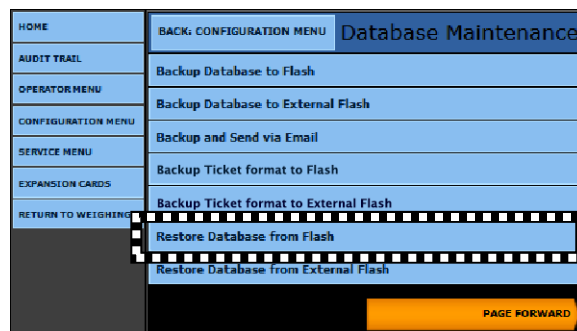 HOME
AUDIT TRAIL
OPERATOR MENU
CONFIGURATION MENU
SERVICE MENU
EXPANSION CARDS
RETURN TO WEIGHING
BACK: CONFIGURATION MENU
Database Maintenance
Backup Database to Flash
Backup Database to External Flash
Backup and Send via Email
Backup Ticket format to Flash
Backup Ticket format to External Flash
Restore Database from Flash
Restore Database from External Flash
PAGE FORWARD